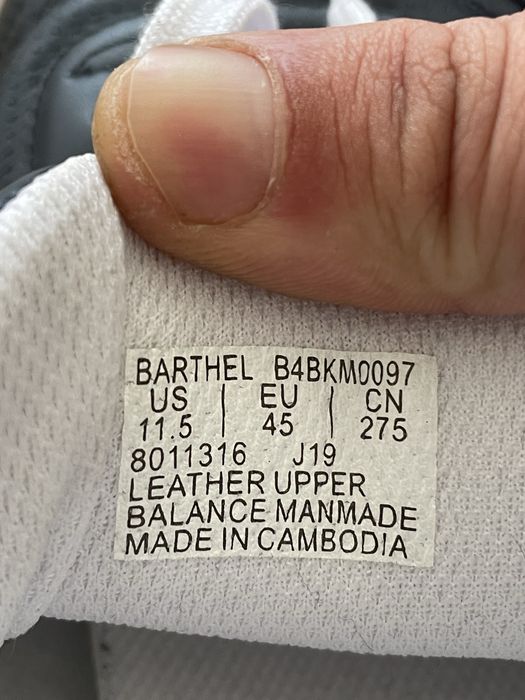 BARTHEL B4BKM0097
US | EU | CN
11.5 | 45 | 275
8011316 J19
LEATHER UPPER
BALANCE MANMADE
MADE IN CAMBODIA